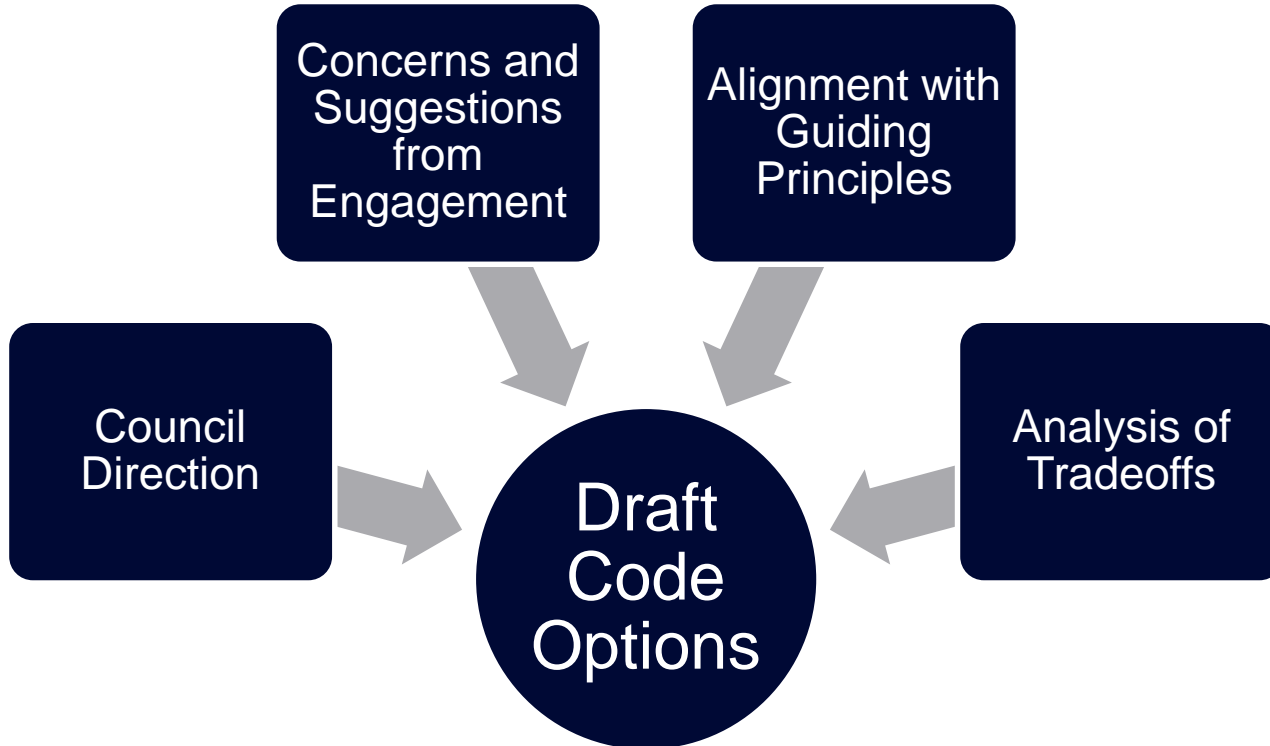 Concerns and
Suggestions
from
Engagement
Alignment with
Guiding
Principles
Council
Direction
Analysis of
Tradeoffs
Draft
Code
Options